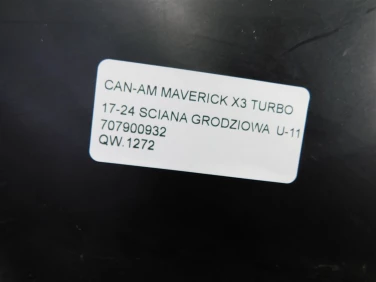 CAN-AM MAVERICK X3 TURBO
17-24 SCIANA GRODZIOWA U-11
707900932
QW.1272